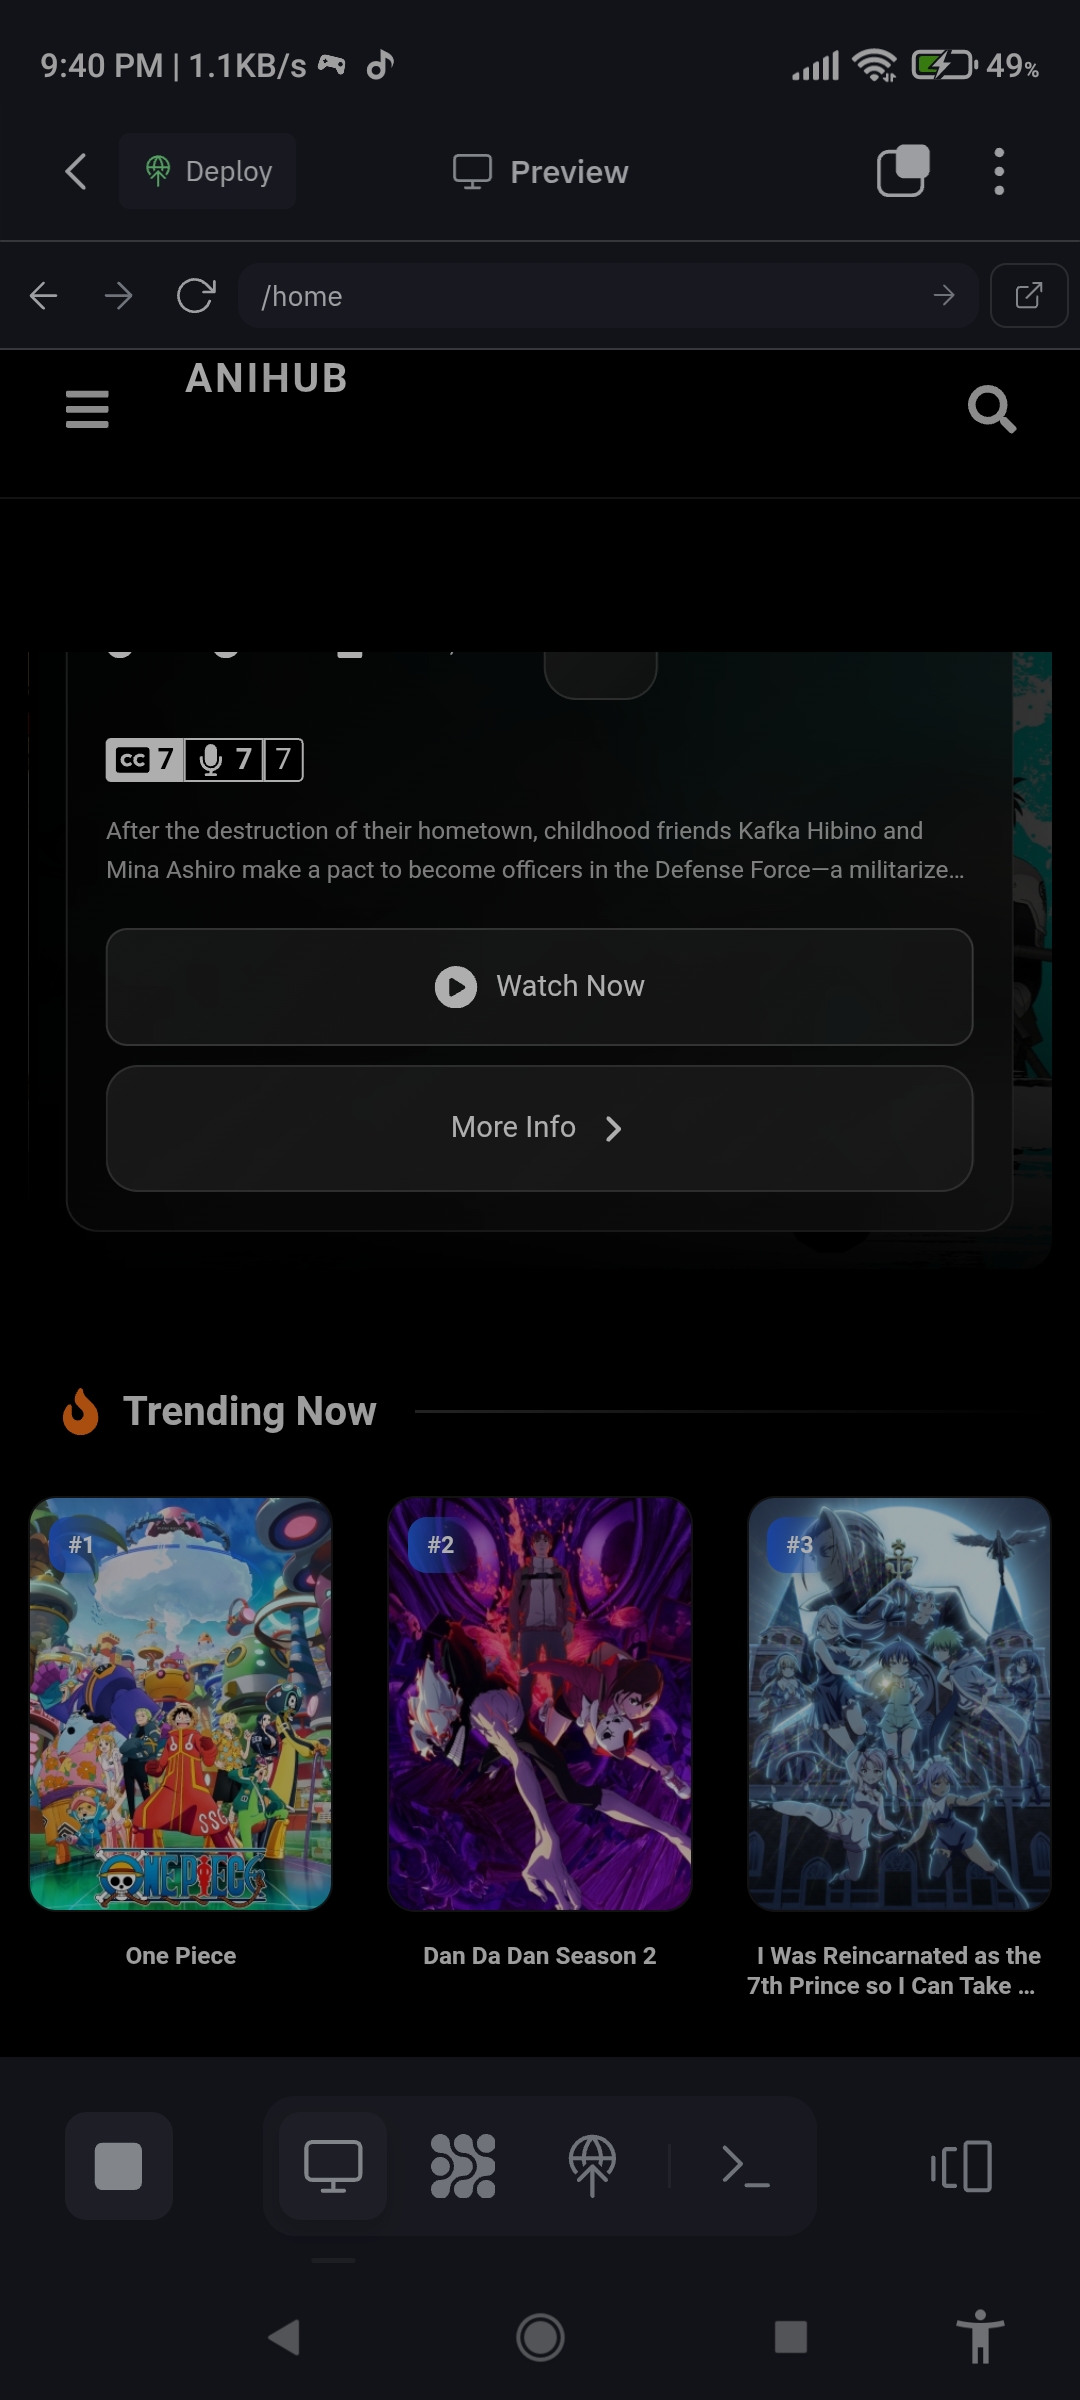 9:40 PM | 1.1KB/s
49%
Deploy
Preview
/home
ANIHUB
CC 7 7 7
After the destruction of their hometown, childhood friends Kafka Hibino and
Mina Ashiro make a pact to become officers in the Defense Force—a militarize...
Watch Now
More Info
Trending Now
#1
#2
#3
SSG
ONE PIECE
One Piece
Dan Da Dan Season 2
I Was Reincarnated as the
7th Prince so I Can Take ...